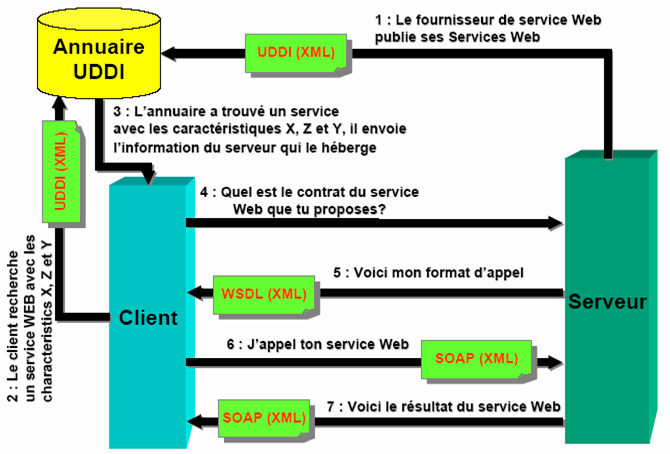 1 : Le fournisseur de service Web
publie ses Services Web
Annuaire
UDDI
UDDI (XML)
3 : L'annuaire a trouvé un service
avec les caractéristiques X, Z et Y, il envoie
l'information du serveur qui le héberge
UDDI (XML)
2 : Le client recherche
un service WEB avec les
characteristics X, Z et Y
4 : Quel est le contrat du service
Web que tu proposes?
5 : Voici mon format d'appel
WSDL (XML)
Client
Serveur
6 : J'appel ton service Web
SOAP (XML)
7 : Voici le résultat du service Web
SOAP (XML)